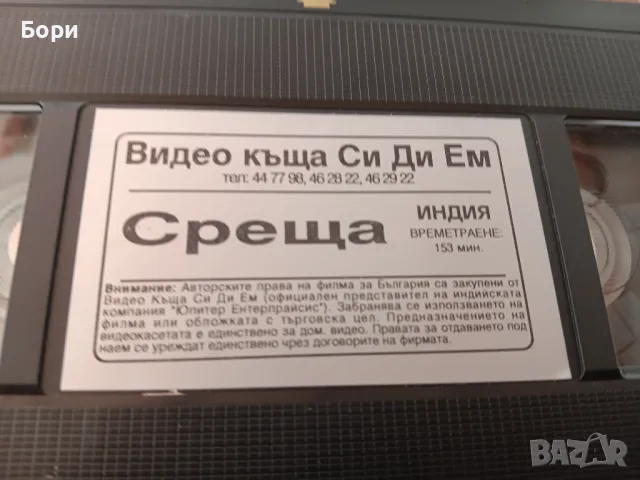 Бори
Видео къща Си Ди Ем
тел: 44 77 98, 46 28 22, 46 29 22
Среща
ИНДИЯ
ВРЕМЕТРАЕНЕ:
153 мин.
Внимание: Авторските права на филма за България са закупени от
Видео Къща Си Ди Ем (официален представител на индийската
компания "Юпитер Ентерпрайсис"). Забранява се използването на
филма или обложката с търговска цел. Предназначението на
видеокасетата е единствено за дом. видео. Правата за отдаването под
наем се уреждат единствено чрез договорите на фирмата.
BAZAR